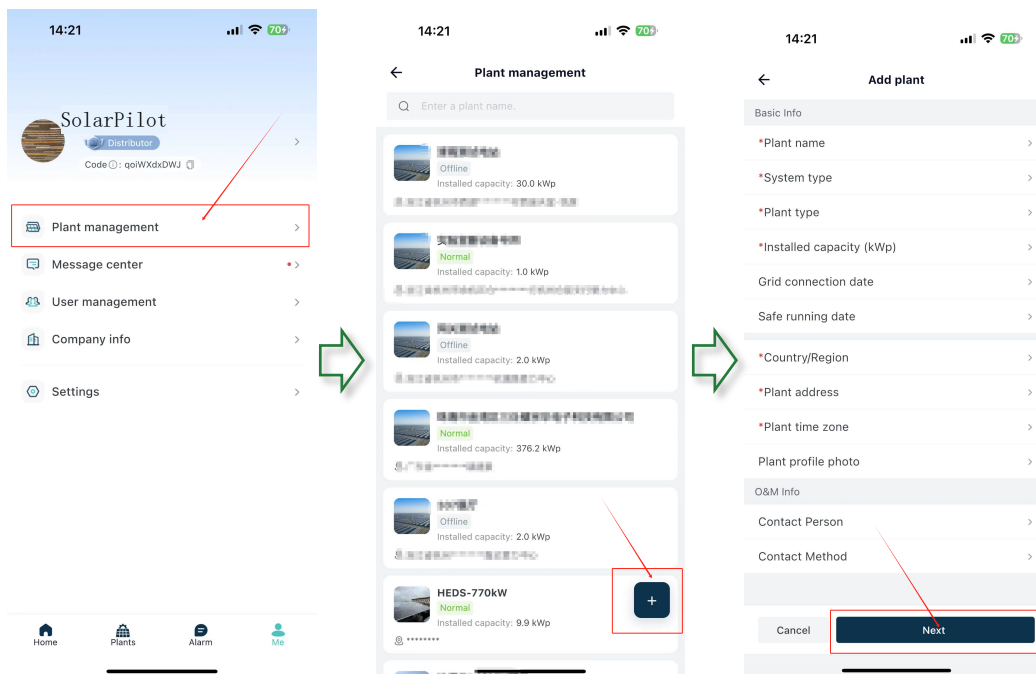 14:21
70
SolarPilot
Distributor
Code : qoiWXdxDWJ
Plant management
Message center
User management
Company info
Settings
Home
Plants
Alarm
Me
14:21
70
Plant management
Enter a plant name.
Offline
Installed capacity: 30.0 kWp
Normal
Installed capacity: 1.0 kWp
Offline
Installed capacity: 2.0 kWp
Normal
Installed capacity: 376.2 kWp
Offline
Installed capacity: 2.0 kWp
HEDS-770kW
Normal
Installed capacity: 9.9 kWp
********
+
14:21
70
Add plant
Basic Info
*Plant name
*System type
*Plant type
*Installed capacity (kWp)
Grid connection date
Safe running date
*Country/Region
*Plant address
*Plant time zone
Plant profile photo
O&M Info
Contact Person
Contact Method
Cancel
Next